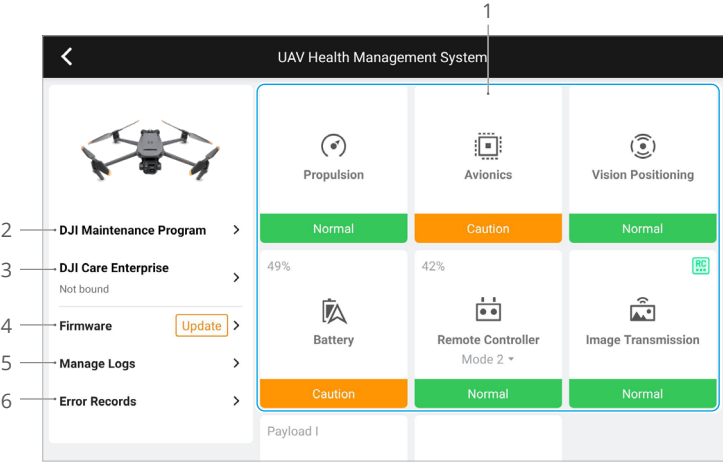 1
UAV Health Management System
Propulsion
Avionics
Vision Positioning
Normal
Caution
Normal
2
DJI Maintenance Program
3
DJI Care Enterprise
Not bound
49%
42%
RC
4
Firmware
Update
Battery
Remote Controller
Mode 2
Image Transmission
5
Manage Logs
6
Error Records
Caution
Normal
Normal
Payload I